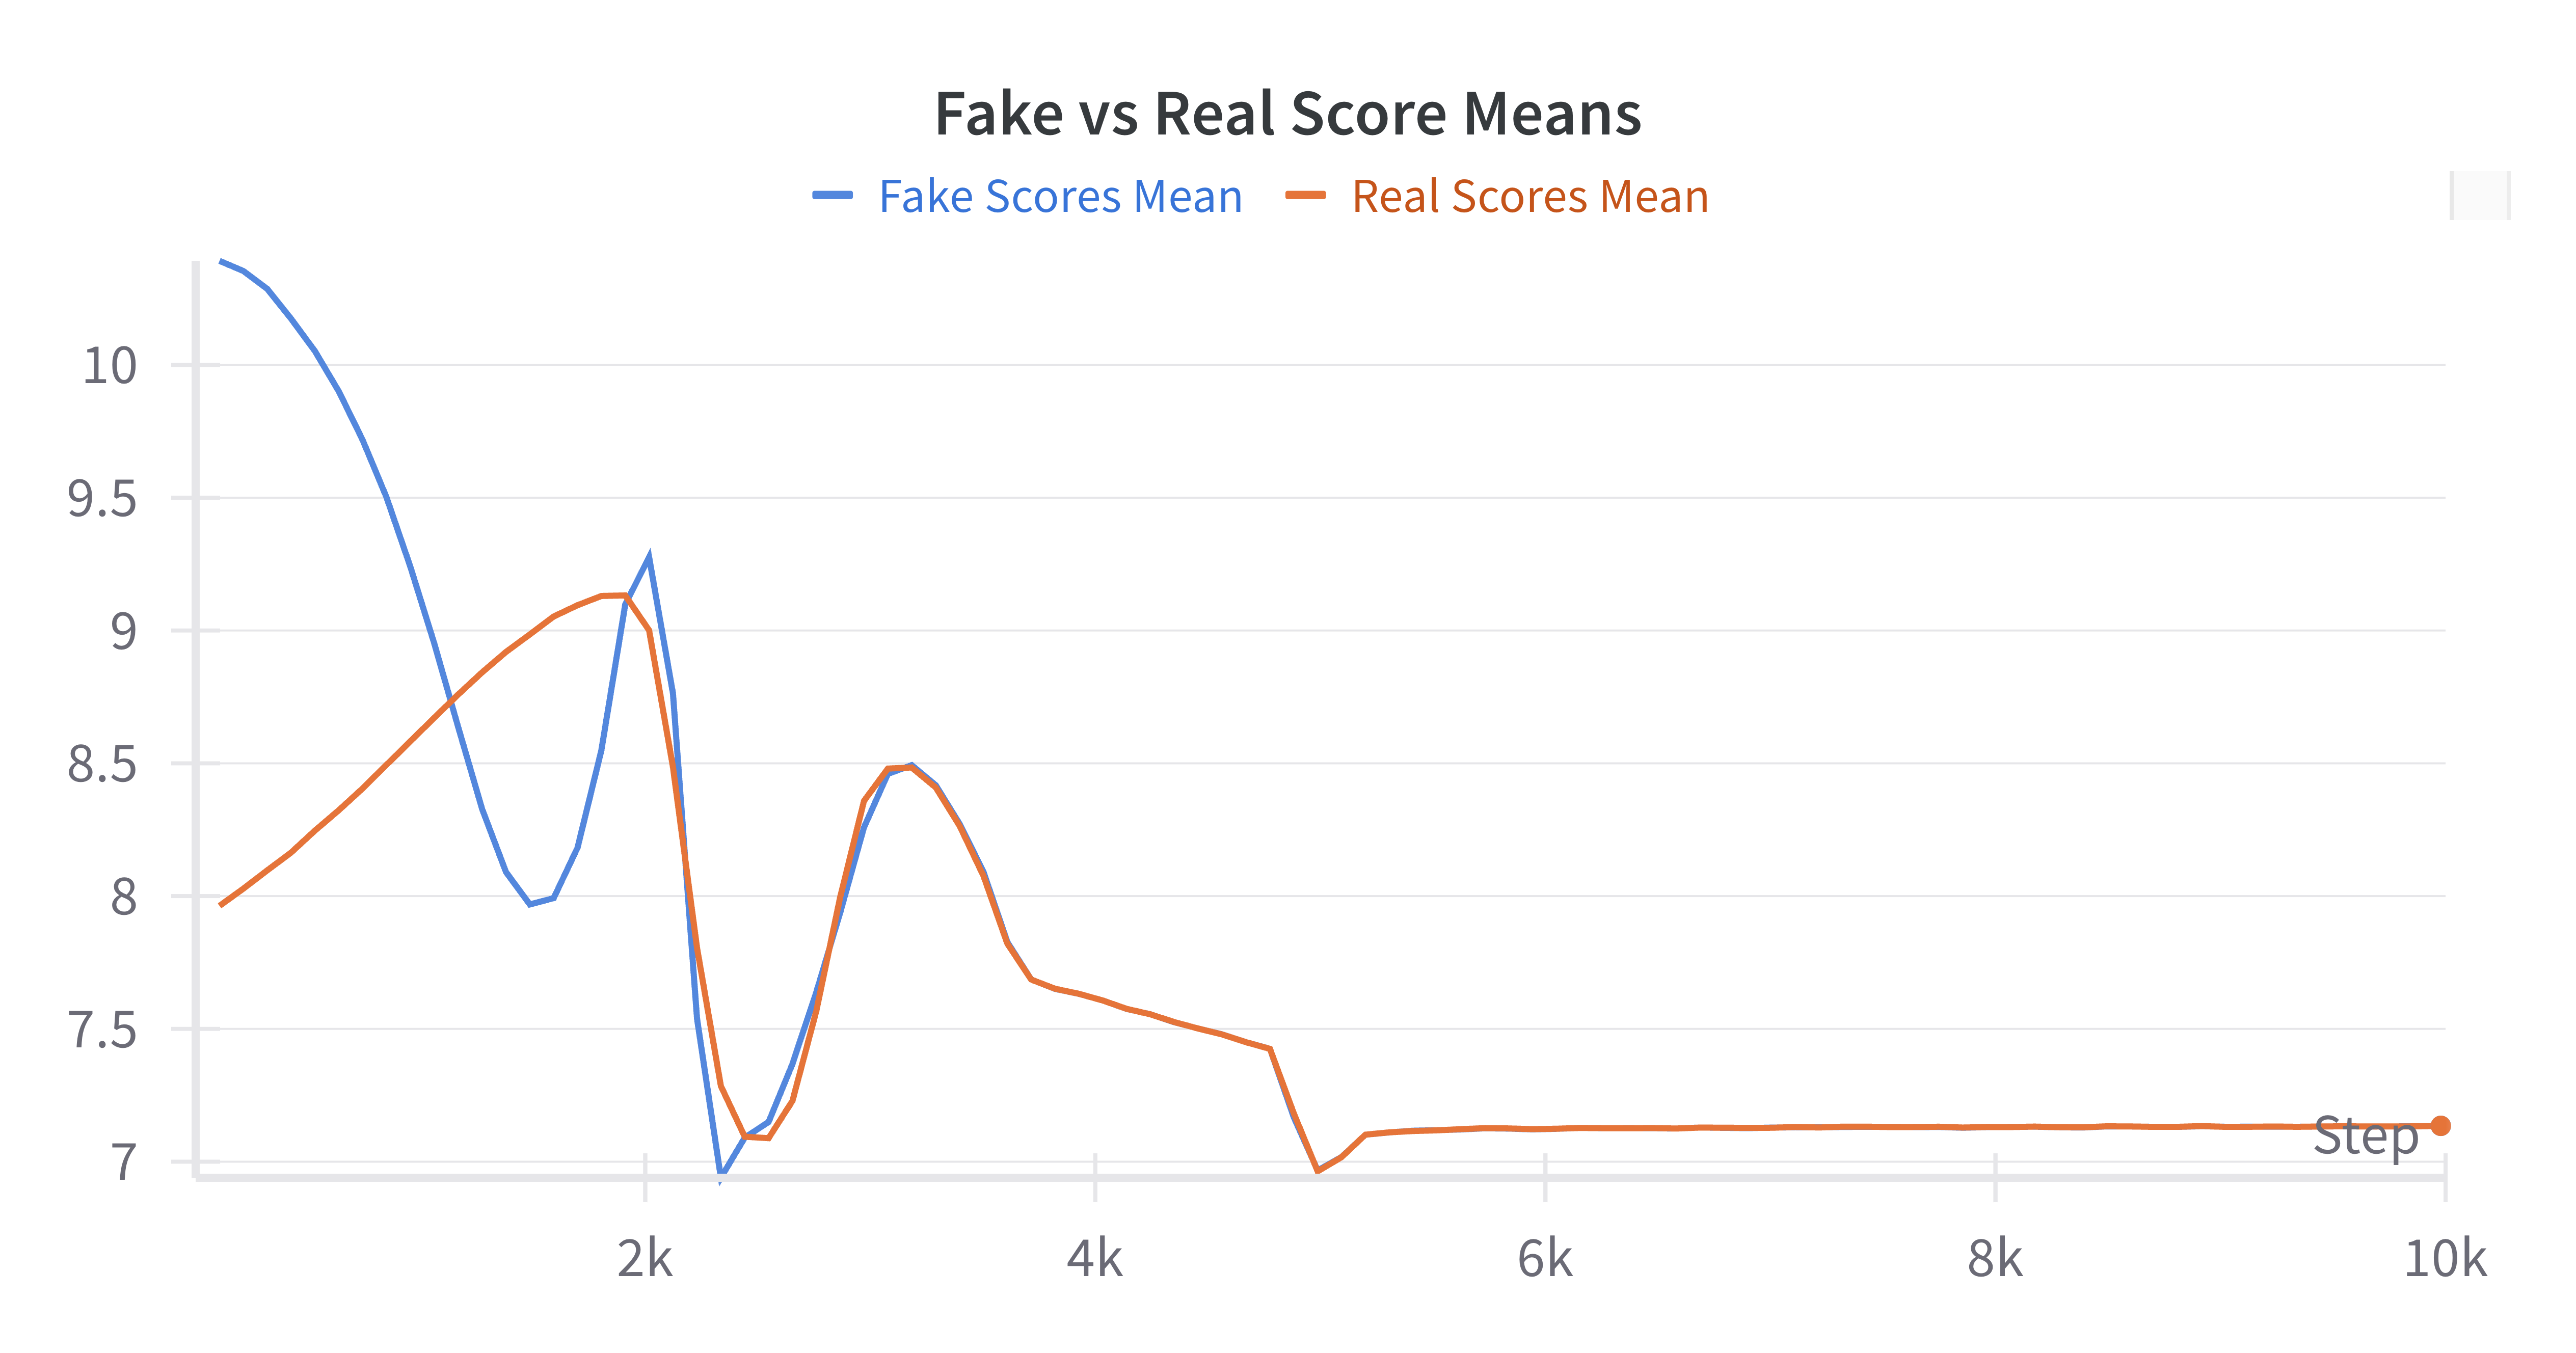 Fake vs Real Score Means
Fake Scores Mean Real Scores Mean
10
9.5
9
8.5
8
7.5
7
Step
2k 4k 6k 8k 10k